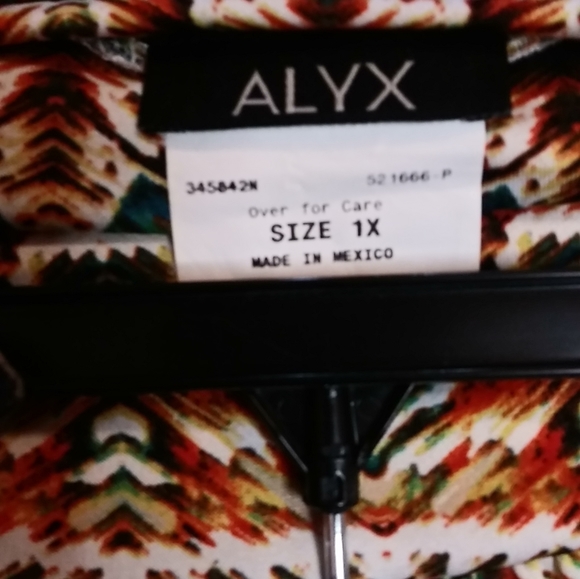 ALYX
345842N 521666-P
Over for Care
SIZE 1X
MADE IN MEXICO